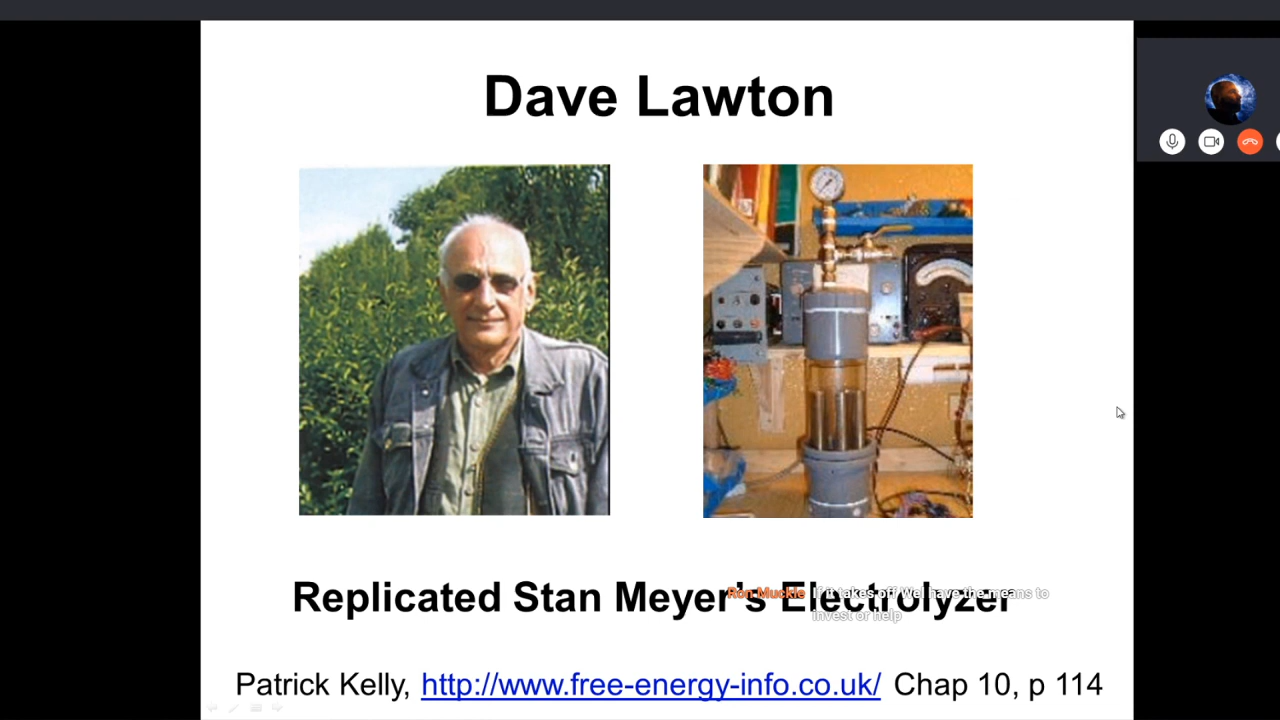 Dave Lawton
Replicated Stan Meyer's Electrolyzer
Ron Muckle If it takes off We! have the means to
invest or help
Patrick Kelly, http://www.free-energy-info.co.uk/ Chap 10, p 114